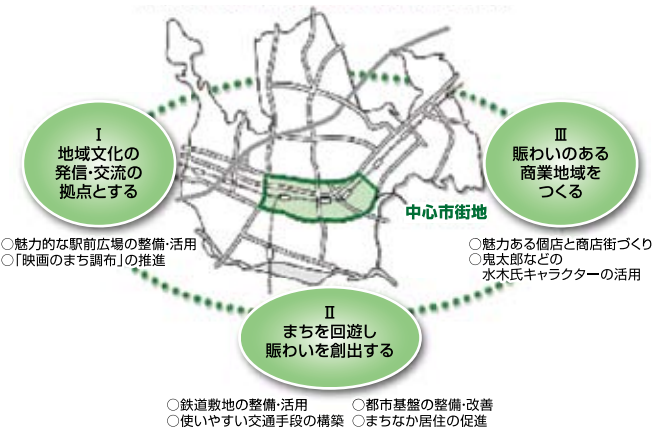 Ⅰ
地域文化の
発信・交流の
拠点とする
○魅力的な駅前広場の整備・活用
○「映画のまち調布」の推進
中心市街地
Ⅲ
賑わいのある
商業地域を
つくる
○魅力ある個店と商店街づくり
○鬼太郎などの
水木氏キャラクターの活用
Ⅱ
まちを回遊し
賑わいを創出する
○鉄道敷地の整備・活用
○使いやすい交通手段の構築
○都市基盤の整備・改善
○まちなか居住の促進